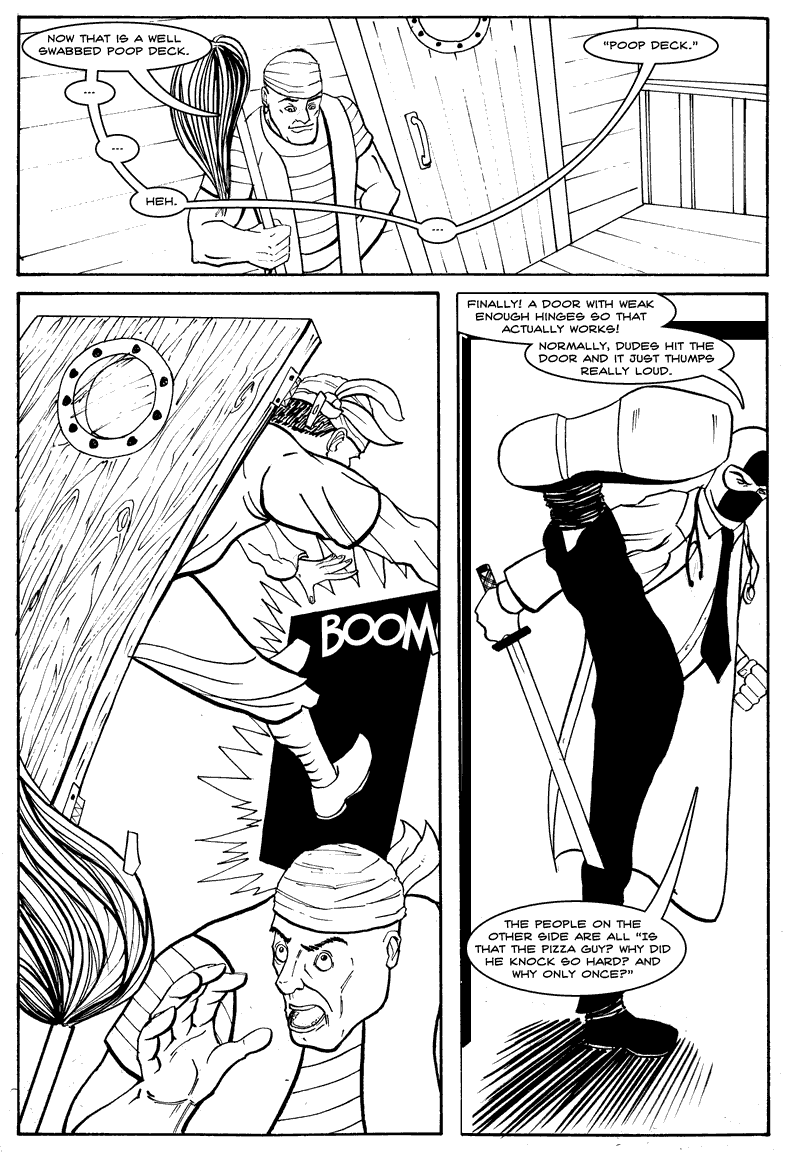 NOW THAT IS A WELL
SWABBED POOP DECK.
---
---
HEH.
---
"POOP DECK."
BOOM
FINALLY! A DOOR WITH WEAK
ENOUGH HINGES SO THAT
ACTUALLY WORKS!
NORMALLY, DUDES HIT THE
DOOR AND IT JUST THUMPS
REALLY LOUD.
THE PEOPLE ON THE
OTHER SIDE ARE ALL "IS
THAT THE PIZZA GUY? WHY DID
HE KNOCK SO HARD? AND
WHY ONLY ONCE?"